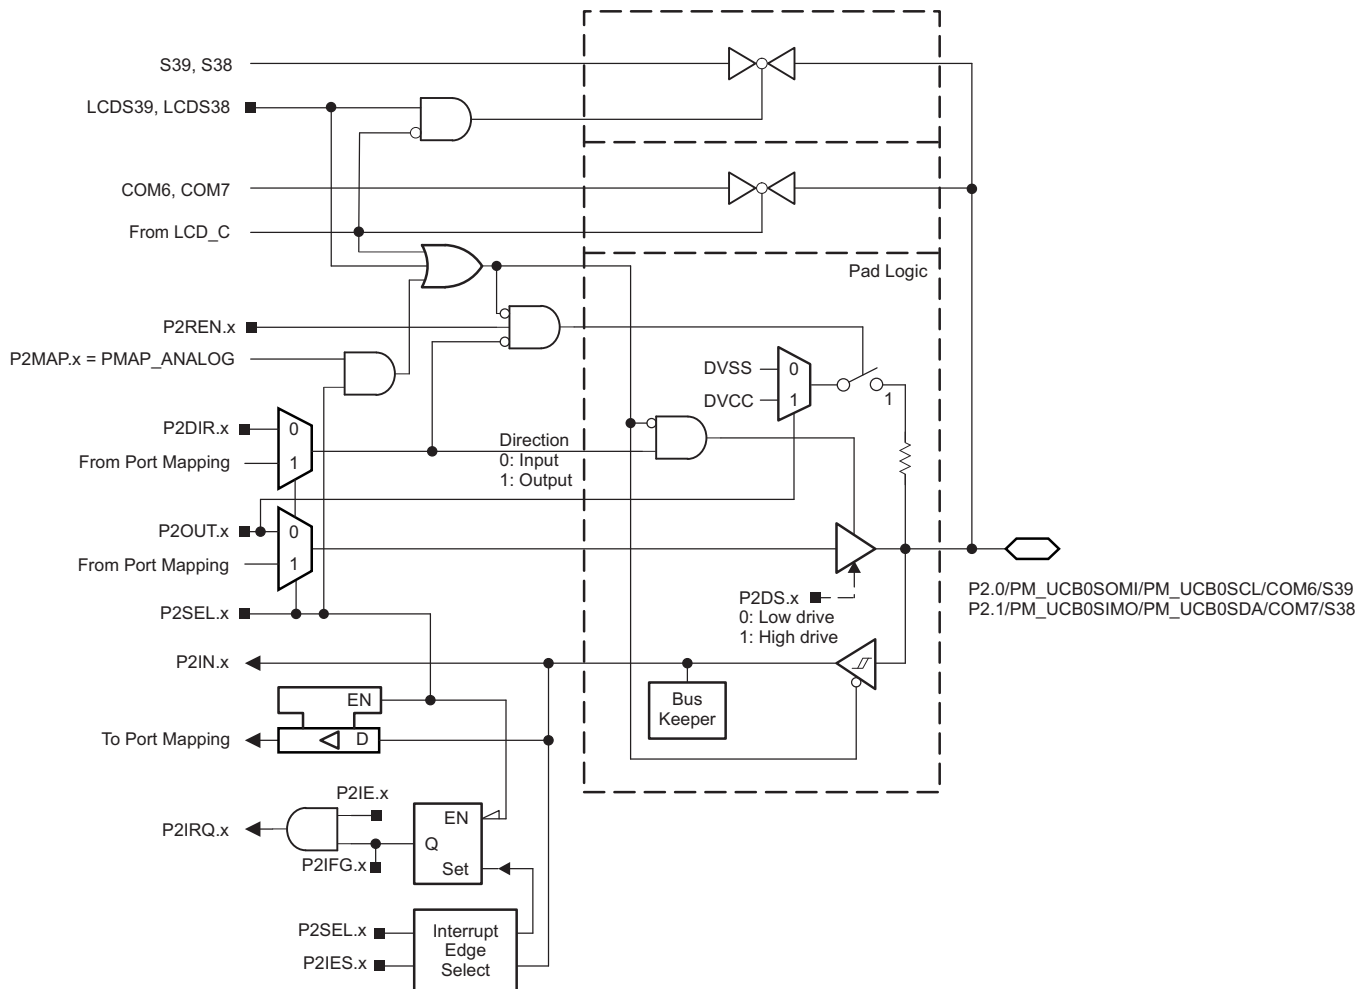 S39, S38
LCDS39, LCDS38
COM6, COM7
From LCD_C
Pad Logic
P2REN.x
P2MAP.x = PMAP_ANALOG
DVSS
0
DVCC
1
1
P2DIR.x
0
From Port Mapping
1
Direction
0: Input
1: Output
P2OUT.x
0
From Port Mapping
1
P2SEL.x
P2DS.x
0: Low drive
1: High drive
P2.0/PM_UCB0SOMI/PM_UCB0SCL/COM6/S39
P2.1/PM_UCB0SIMO/PM_UCB0SDA/COM7/S38
P2IN.x
Bus
Keeper
EN
To Port Mapping
D
P2IE.x
P2IRQ.x
EN
Q
P2IFG.x
Set
P2SEL.x
P2IES.x
Interrupt
Edge
Select